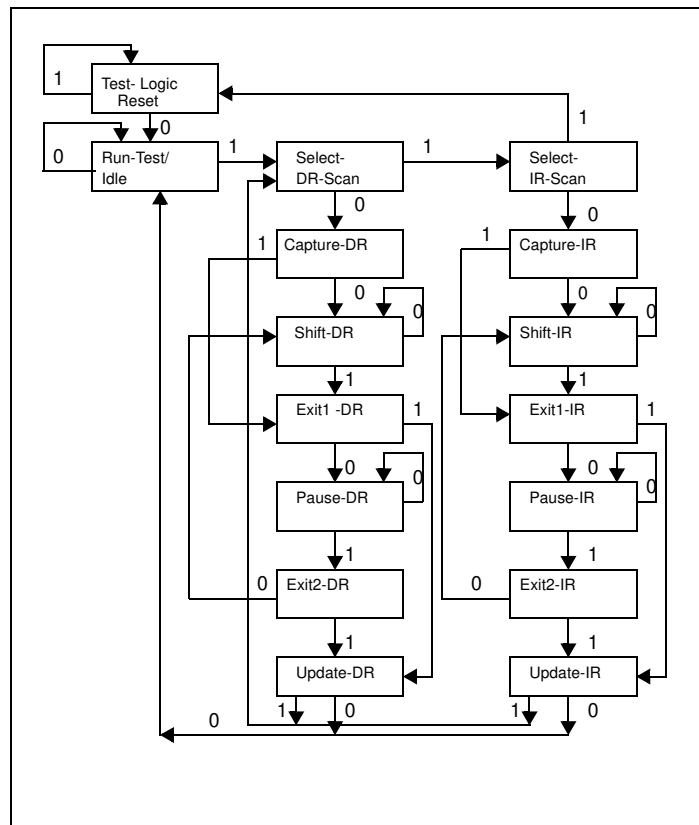 1
Test- Logic
Reset
0
1
0
Run-Test/
Idle
1
Select-
DR-Scan
1
Select-
IR-Scan
0
0
1
Capture-DR
1
Capture-IR
0
0
Shift-DR
0
Shift-IR
0
1
1
Exit1 -DR
1
Exit1-IR
1
0
0
Pause-DR
0
Pause-IR
0
1
1
0
Exit2-DR
0
Exit2-IR
1
1
Update-DR
Update-IR
1
0
1
0
0